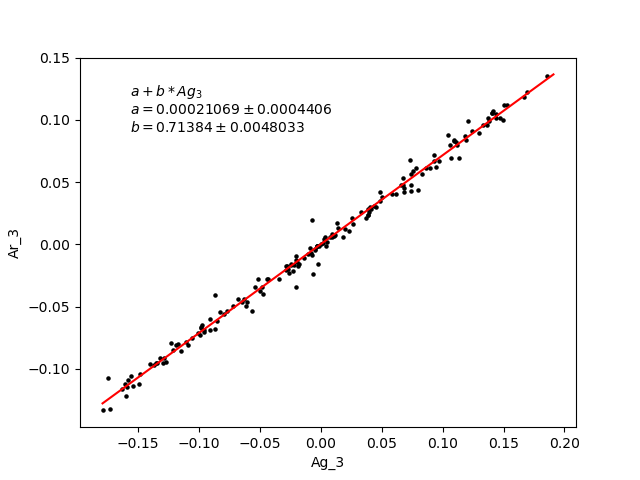 0.15
a + b * Ag₃
a = 0.00021069 ± 0.0004406
b = 0.71384 ± 0.0048033
0.10
0.05
0.00
−0.05
−0.10
Ar_3
−0.15 −0.10 −0.05 0.00 0.05 0.10 0.15 0.20
Ag_3